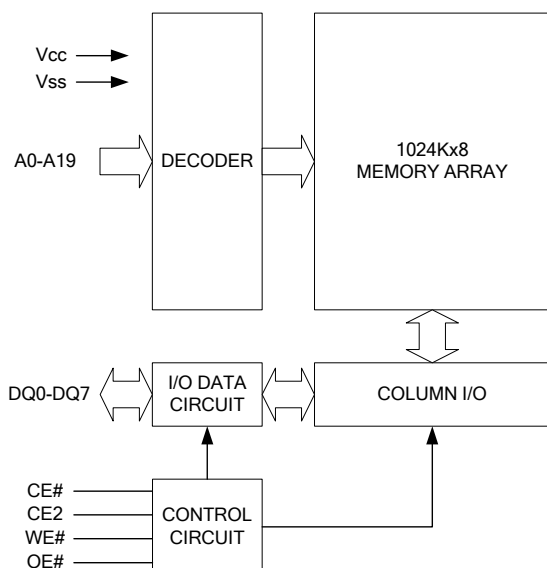 Vcc
Vss
A0-A19
DECODER
1024Kx8
MEMORY ARRAY
DQ0-DQ7
I/O DATA
CIRCUIT
COLUMN I/O
CE#
CE2
WE#
OE#
CONTROL
CIRCUIT